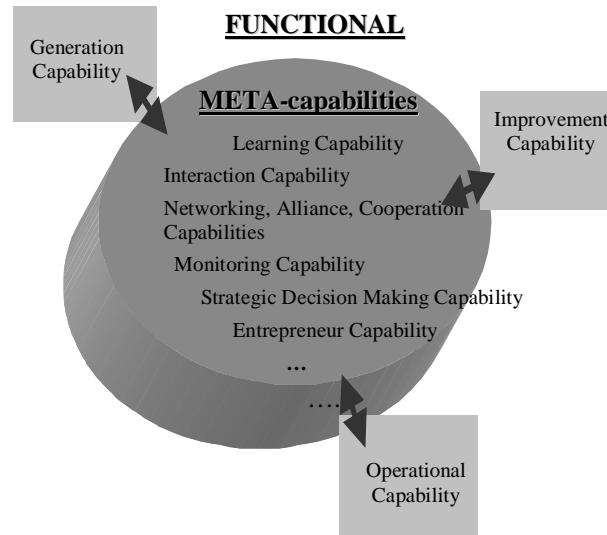 FUNCTIONAL
Generation
Capability
META-capabilities
Improvement
Capability
Learning Capability
Interaction Capability
Networking, Alliance, Cooperation
Capabilities
Monitoring Capability
Strategic Decision Making Capability
Entrepreneur Capability
...
....
Operational
Capability